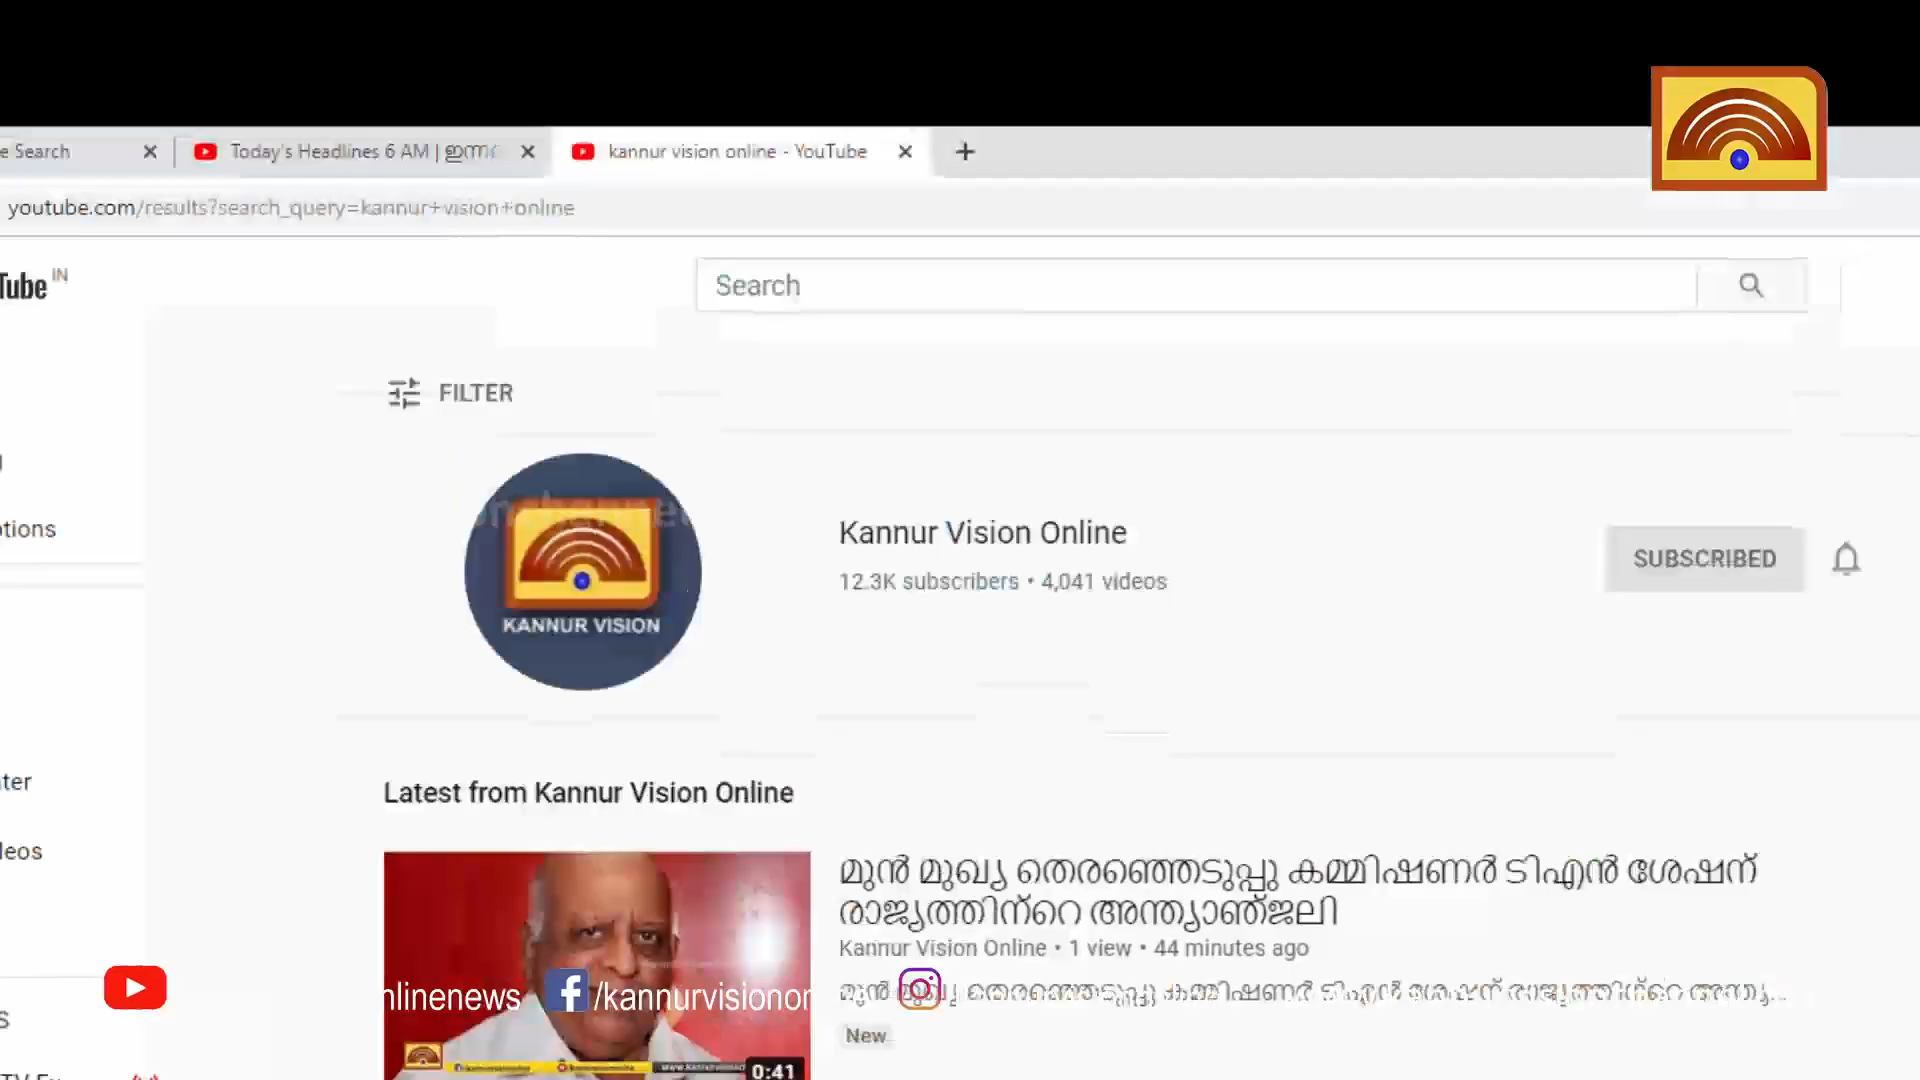 e Search
Today's Headlines 6 AM |
kannur vision online - YouTube
youtube.com/results?search_query=kannur+vision+online
Tube IN
Search
FILTER
tions
KANNUR VISION
Kannur Vision Online
12.3K subscribers • 4,041 videos
SUBSCRIBED
ter
leos
Latest from Kannur Vision Online
മുൻ മുഖ്യ തെരഞ്ഞെടുപ്പു കമ്മിഷണർ ടിഎൻ ശേഷന്
രാജ്യത്തിന്റെ അന്ത്യാഞ്ജലി
Kannur Vision Online • 1 view • 44 minutes ago
nlinenews
/kannurvisionon
New
0:41